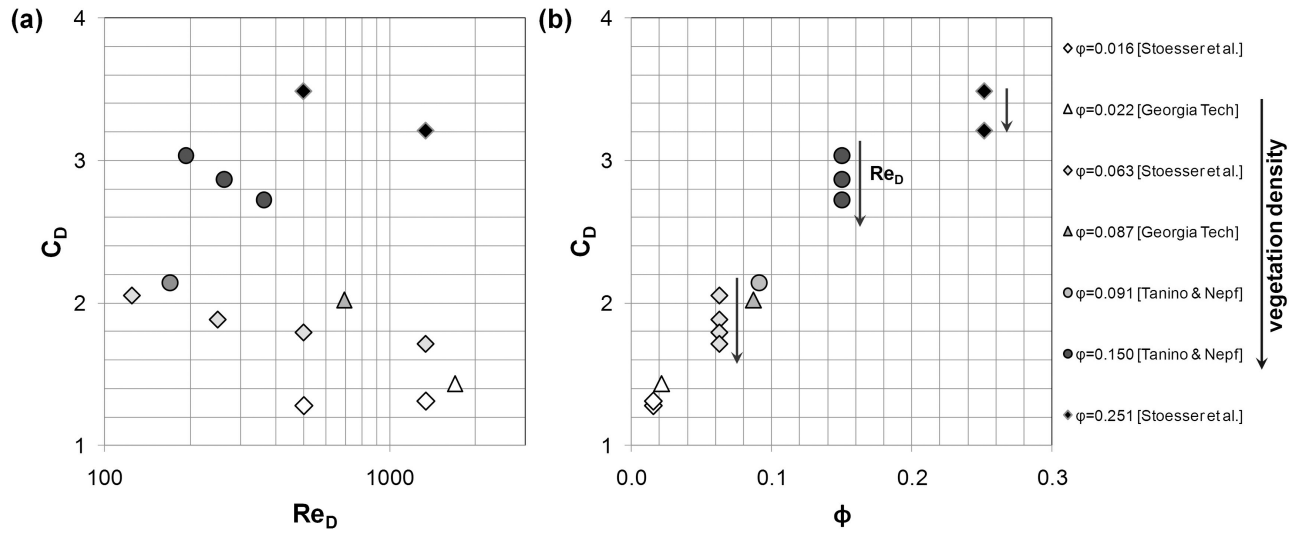 (a)
4
3
2
1
C_D
100
1000
Re_D
(b)
4
3
2
1
C_D
0.0
0.1
0.2
0.3
ϕ
Re_D
φ=0.016 [Stoesser et al.]
φ=0.022 [Georgia Tech]
φ=0.063 [Stoesser et al.]
φ=0.087 [Georgia Tech]
φ=0.091 [Tanino & Nepf]
φ=0.150 [Tanino & Nepf]
φ=0.251 [Stoesser et al.]
vegetation density